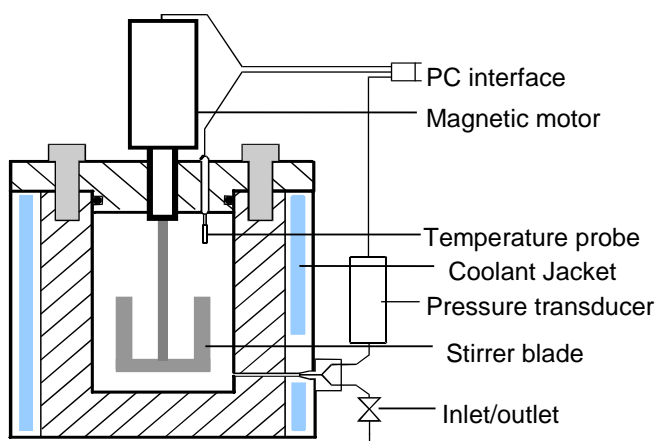 PC interface
Magnetic motor
Temperature probe
Coolant Jacket
Pressure transducer
Stirrer blade
Inlet/outlet